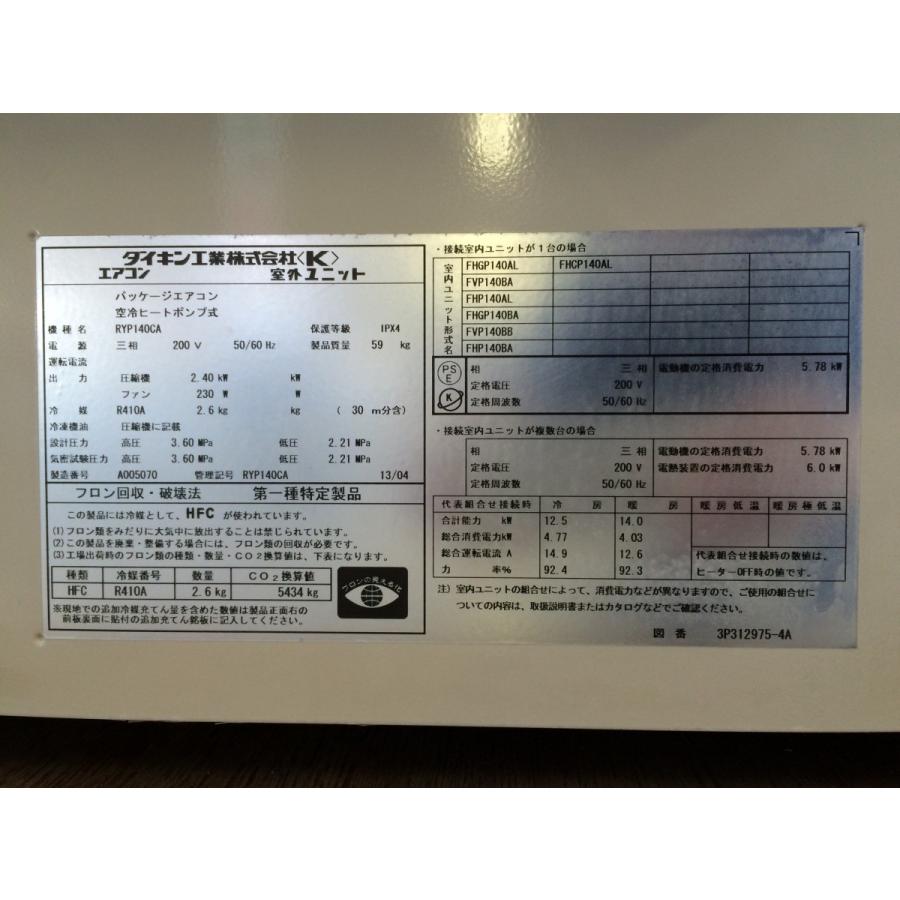 ダイキン工業株式会社〈K〉
エアコン 室外ユニット
パッケージエアコン
空冷ヒートポンプ式
機種名 RYP140CA 保護等級 IPX4
電源 三相 200 V 50/60 Hz 製品質量 59 kg
運転電流
出力 圧縮機 2.40 kW kW
ファン 230 W W
冷媒 R410A 2.6 kg kg ( 30 m分含)
冷凍機油 圧縮機に記載
設計圧力 高圧 3.60 MPa 低圧 2.21 MPa
気密試験圧力 高圧 3.60 MPa 低圧 2.21 MPa
製造番号 A005070 管理記号 RYP140CA 13/04
フロン回収・破壊法 第一種特定製品
この製品には冷媒として、HFC が使われています。
(1)フロン類をみだりに大気中に放出することは禁じられています。
(2)この製品を廃棄・整備する場合には、フロン類の回収が必要です。
(3)工場出荷時のフロン類の種類・数量・CO2換算値は、下表になります。
種類 冷媒番号 数量 CO2換算値
HFC R410A 2.6 kg 5434 kg
フロンの見える化
※現地での追加冷媒充てん量を含めた数値は製品正面右の
前板裏面に貼付の追加充てん銘板に記入してください。
・接続室内ユニットが1台の場合
室内ユニット形式名
FHGP140AL FHCP140AL
FVP140BA
FHP140AL
FHGP140BA
FVP140BB
FHP140BA
PSE 相 三相 電動機の定格消費電力 5.78 kW
定格電圧 200 V
K 定格周波数 50/60 Hz
・接続室内ユニットが複数台の場合
相 三相 電動機の定格消費電力 5.78 kW
定格電圧 200 V 電熱装置の定格消費電力 6.0 kW
定格周波数 50/60 Hz
代表組合せ接続時 冷房 暖房 暖房低温 暖房極低温
合計能力 kW 12.5 14.0
総合消費電力kW 4.77 4.03
総合運転電流 A 14.9 12.6
力率% 92.4 92.3
代表組合せ接続時の数値は、
ヒーターOFF時の値です。
注) 室内ユニットの組合せによって、消費電力などが異なりますので、ご使用の組合せに
ついての内容は、取扱説明書またはカタログなどでご確認ください。
図番 3P312975-4A